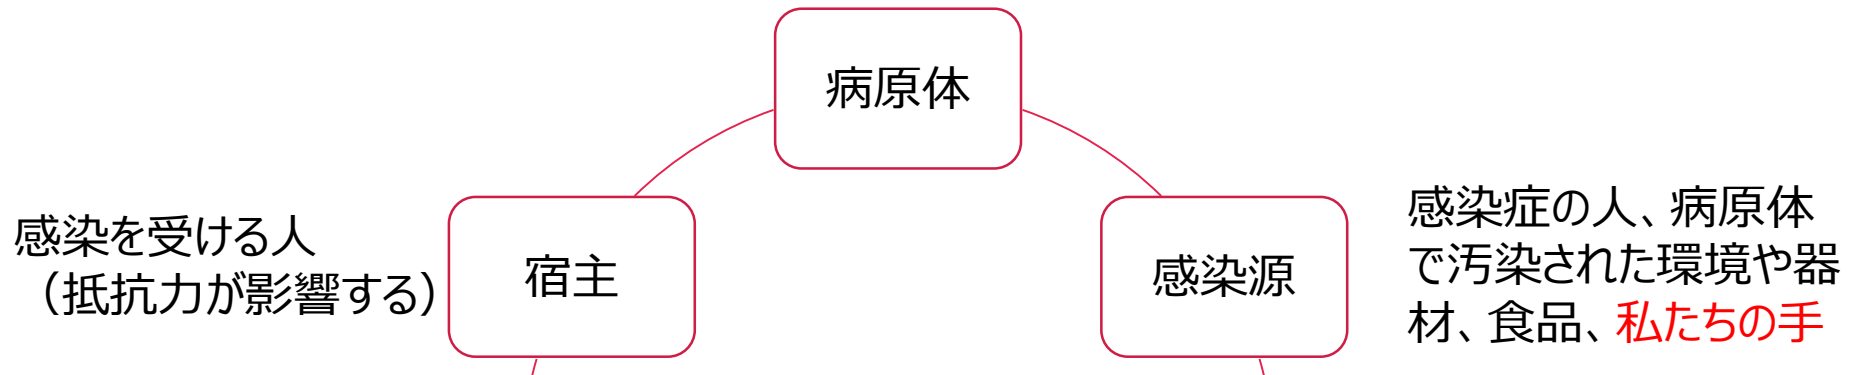 病原体
感染を受ける人
（抵抗力が影響する）
宿主
感染源
感染症の人、病原体
で汚染された環境や器
材、食品、私たちの手